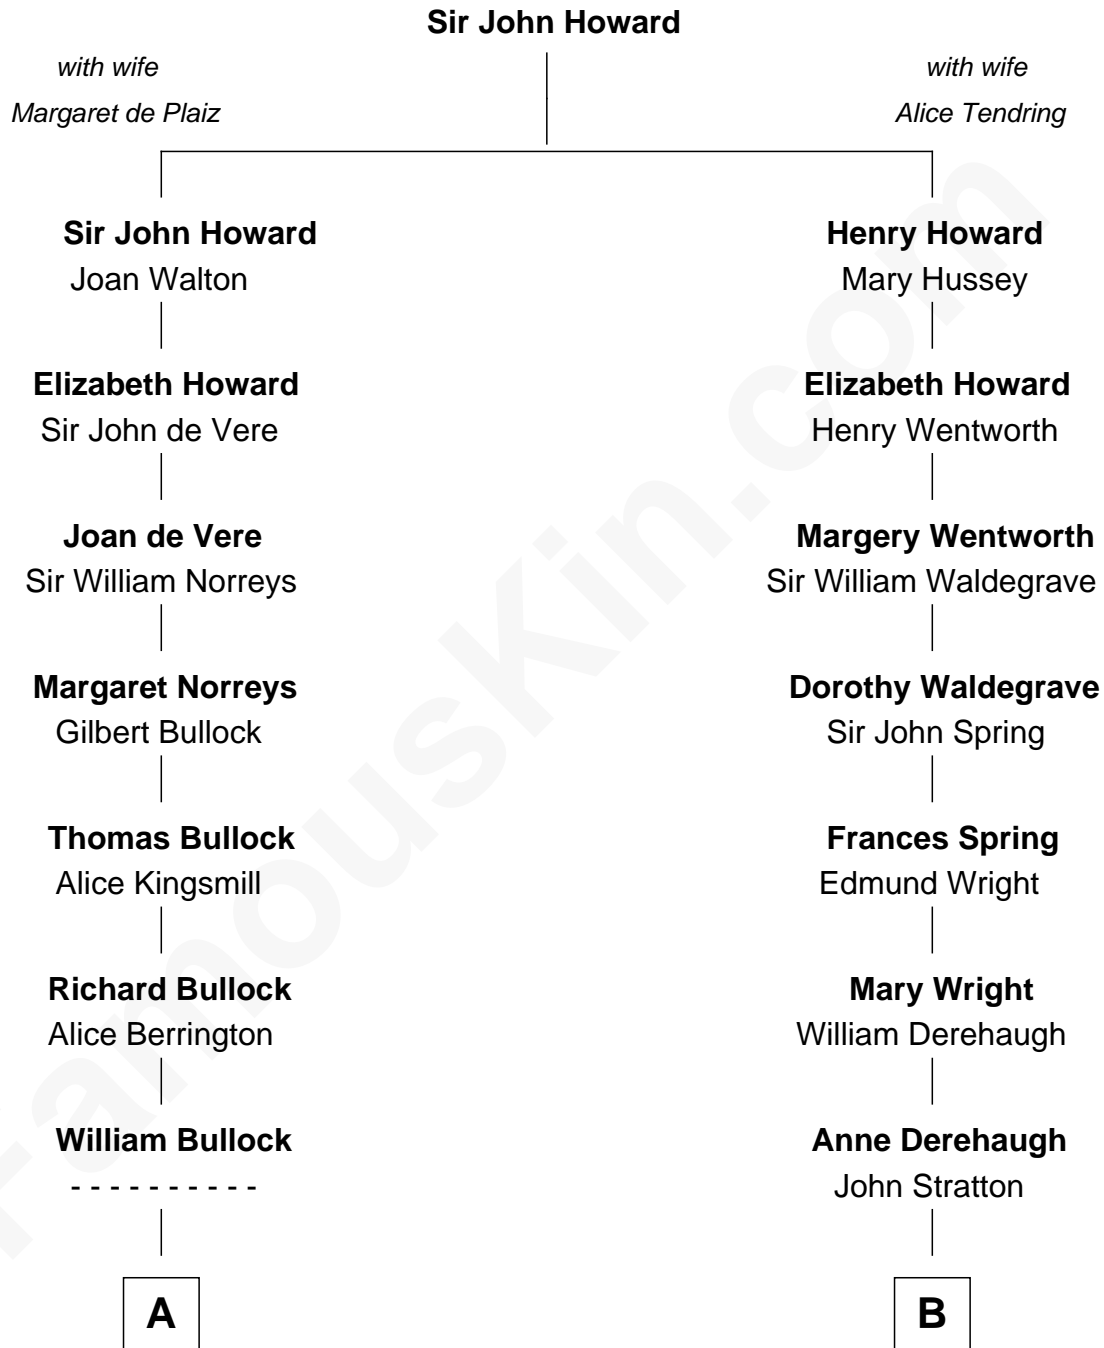 Sir John Howard
with wife
Margaret de Plaiz
with wife
Alice Tendring
Sir John Howard
Joan Walton
Henry Howard
Mary Hussey
Elizabeth Howard
Sir John de Vere
Elizabeth Howard
Henry Wentworth
Joan de Vere
Sir William Norreys
Margery Wentworth
Sir William Waldegrave
Margaret Norreys
Gilbert Bullock
Dorothy Waldegrave
Sir John Spring
Thomas Bullock
Alice Kingsmill
Frances Spring
Edmund Wright
Richard Bullock
Alice Berrington
Mary Wright
William Derehaugh
William Bullock
- - - - - - - - - -
Anne Derehaugh
John Stratton
A
B
FamousKin.com